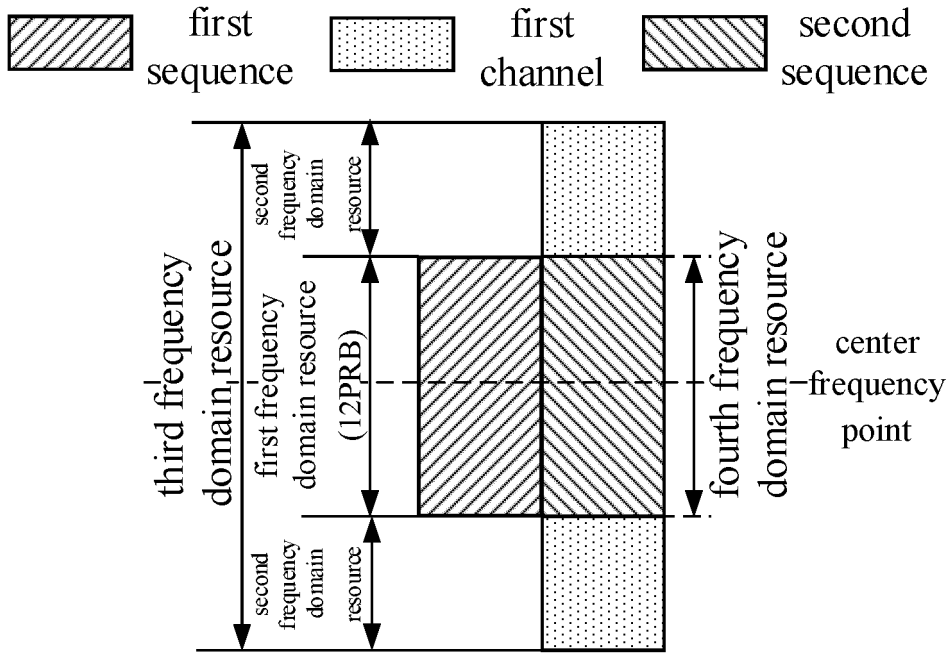 first
sequence
first
channel
second
sequence
third frequency
domain resource
second
frequency
domain
resource
first frequency
domain resource
(12PRB)
second
frequency
domain
resource
fourth frequency
domain resource
center
frequency
point